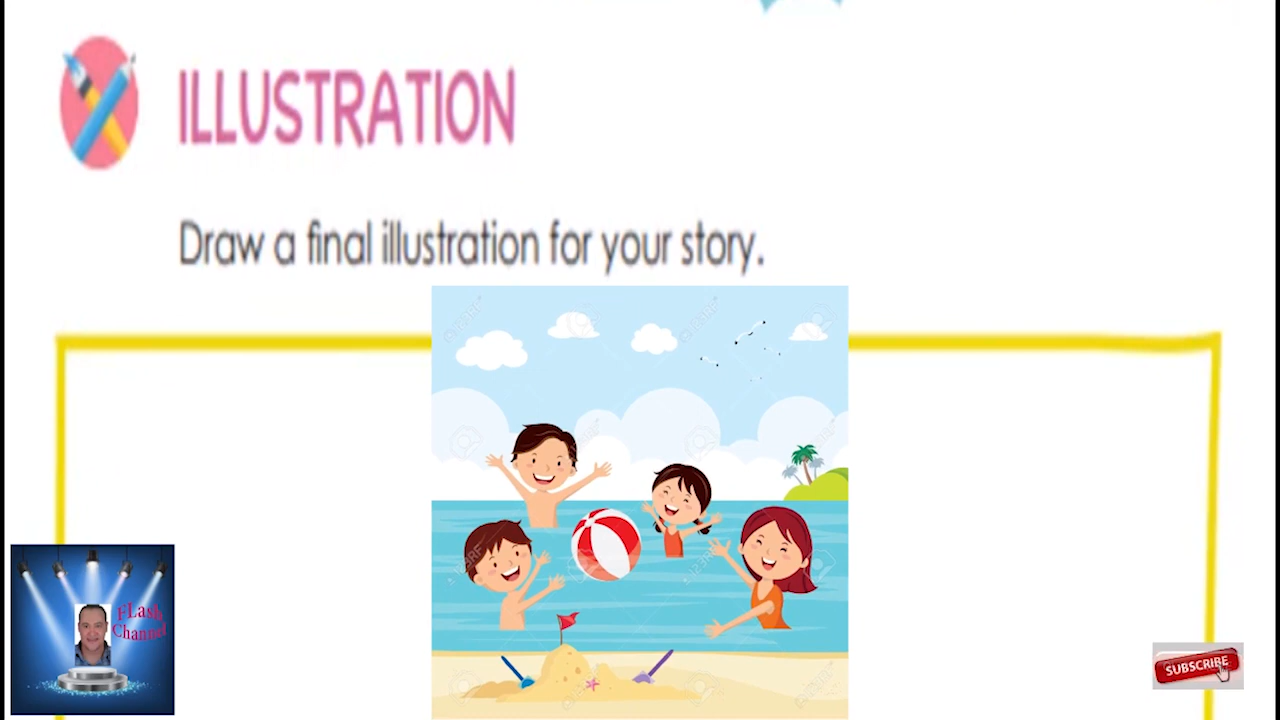 ILLUSTRATION
Draw a final illustration for your story.
FLash
Channel
SUBSCRIBE